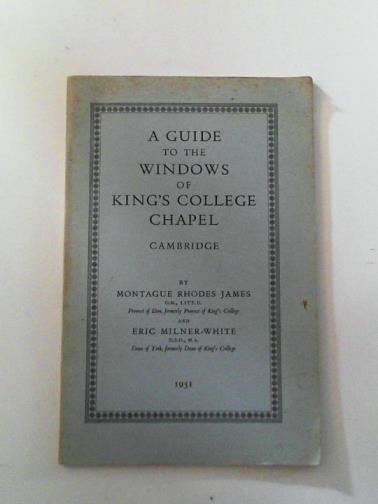 A GUIDE
TO THE
WINDOWS
OF
KING'S COLLEGE
CHAPEL
CAMBRIDGE
BY
MONTAGUE RHODES JAMES
O.M., LITT.D.
Provost of Eton, formerly Provost of King's College
AND
ERIC MILNER-WHITE
D.S.O., M.A.
Dean of York, formerly Dean of King's College
1951